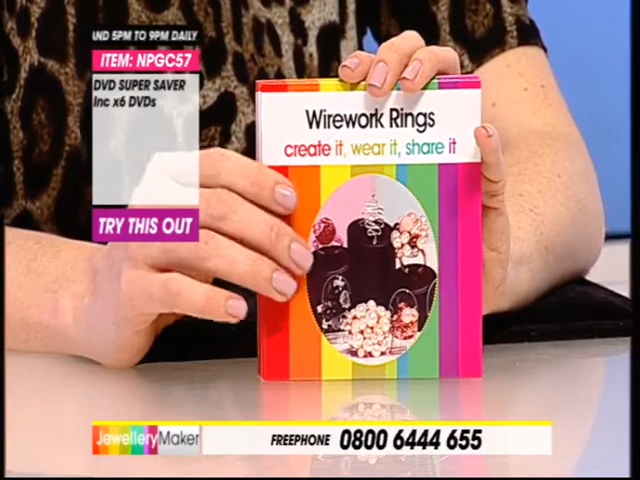 UND 5PM TO 9PM DAILY
ITEM: NPGC57
DVD SUPER SAVER
Inc x6 DVDs
TRY THIS OUT
Wirework Rings
create it, wear it, share it
JewelleryMaker
FREEPHONE 0800 6444 655